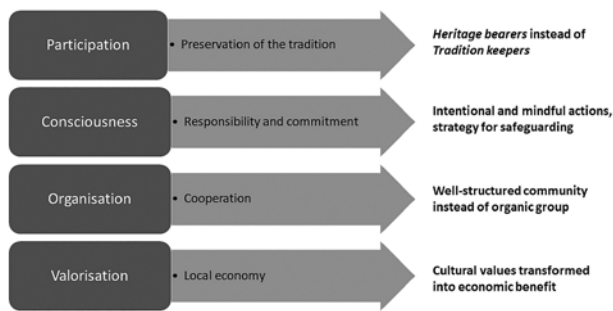 Participation
• Preservation of the tradition
Heritage bearers instead of
Tradition keepers
Consciousness
• Responsibility and commitment
Intentional and mindful actions,
strategy for safeguarding
Organisation
• Cooperation
Well-structured community
instead of organic group
Valorisation
• Local economy
Cultural values transformed
into economic benefit